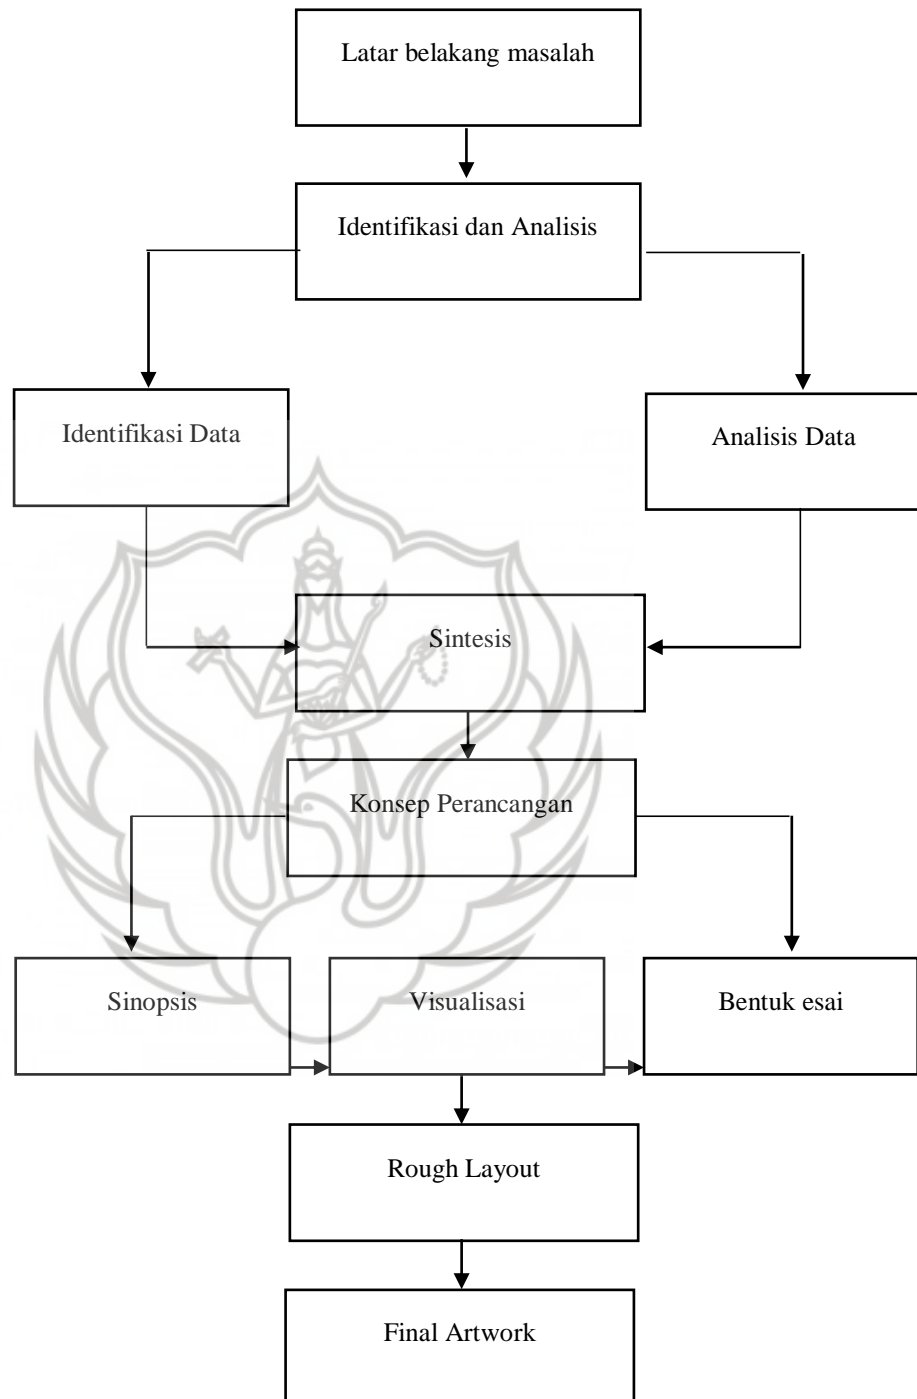 Latar belakang masalah
Identifikasi dan Analisis
Identifikasi Data
Analisis Data
Sintesis
Konsep Perancangan
Sinopsis
Visualisasi
Bentuk esai
Rough Layout
Final Artwork